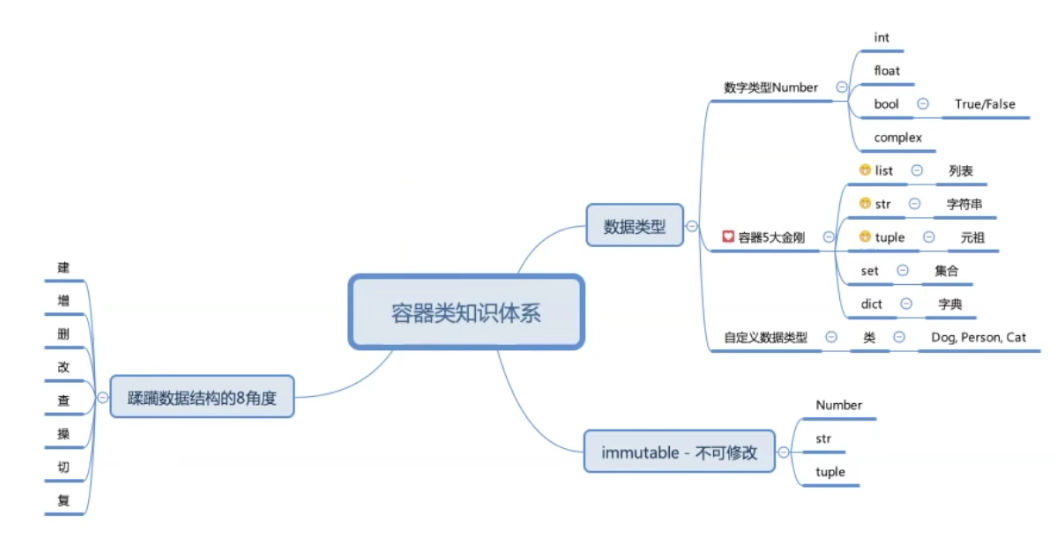 容器类知识体系
数据类型
数字类型Number
int
float
bool
True/False
complex
容器5大金刚
list
列表
str
字符串
tuple
元祖
set
集合
dict
字典
自定义数据类型
类
Dog, Person, Cat
immutable - 不可修改
Number
str
tuple
蹂躏数据结构的8角度
建
增
删
改
查
操
切
复